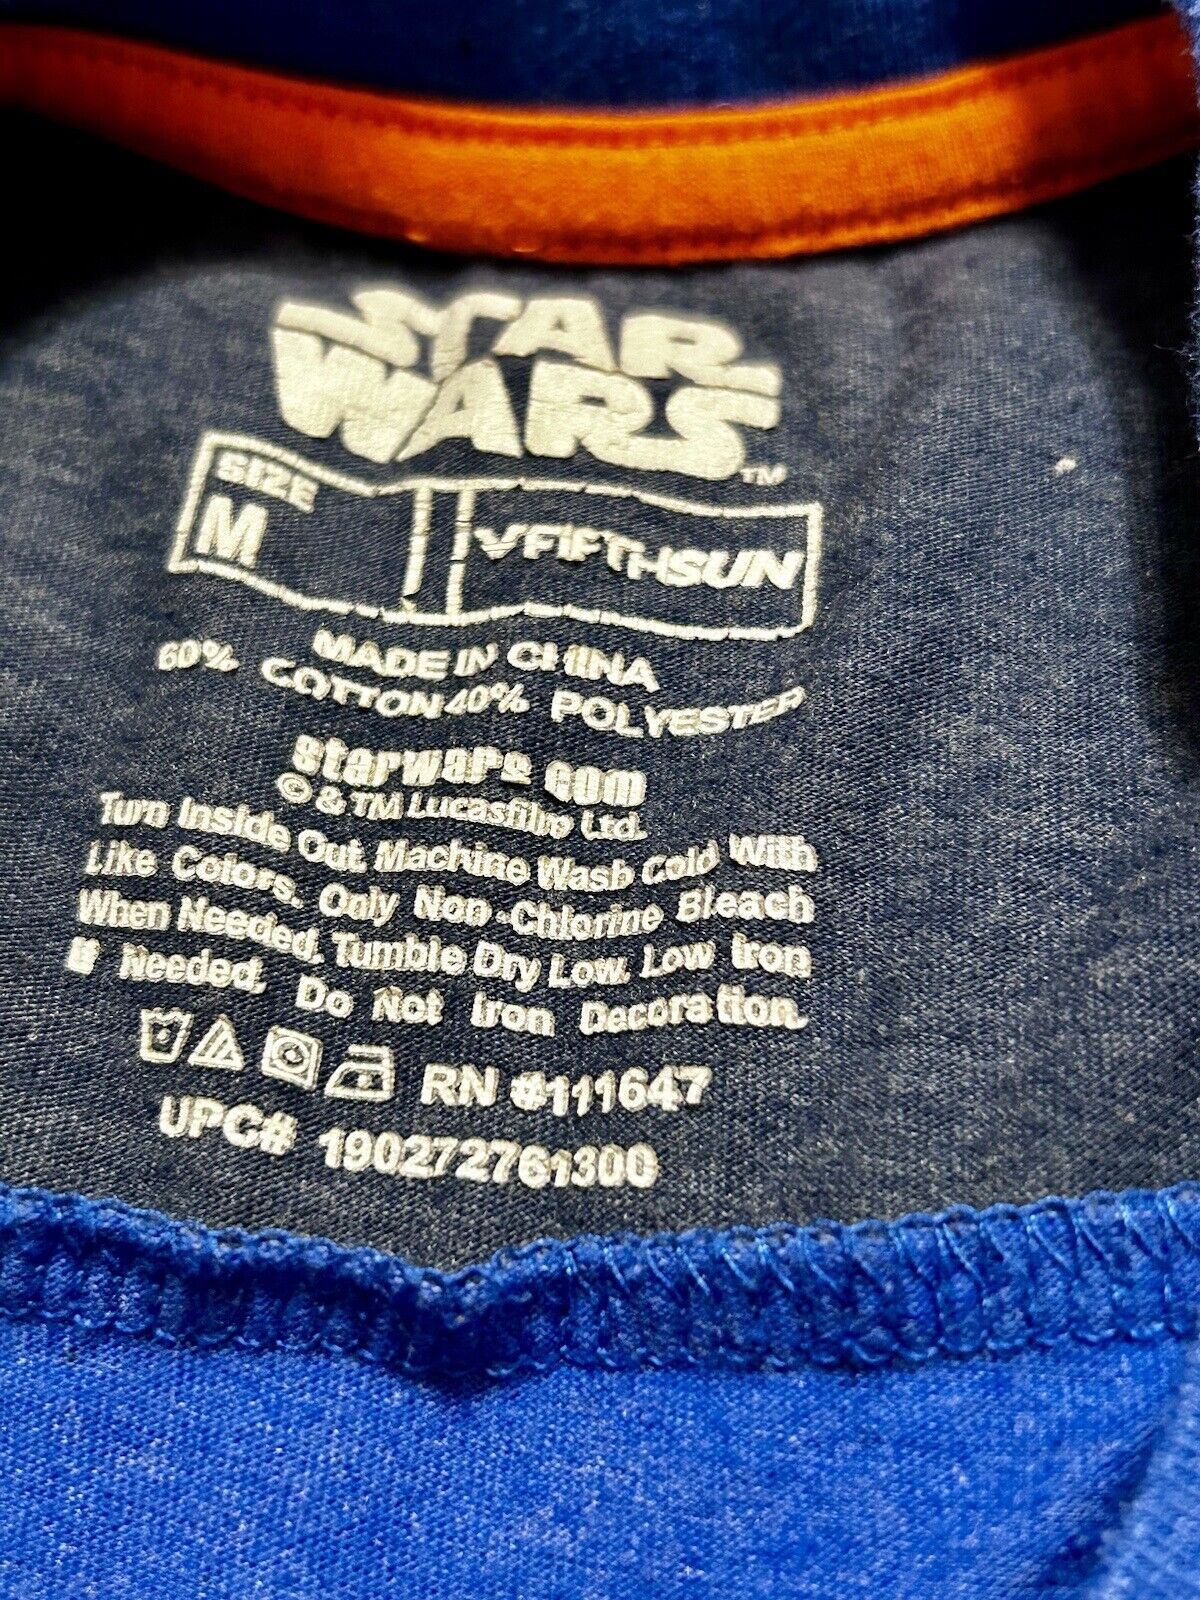 STAR
WARS™
SIZE
M
FIFTHSUN
MADE IN CHINA
60% COTTON 40% POLYESTER
starwars.com
© & TM Lucasfilm Ltd.
Turn Inside Out. Machine Wash Cold With
Like Colors. Only Non-Chlorine Bleach
When Needed. Tumble Dry Low. Low Iron
If Needed. Do Not Iron Decoration.
RN #111647
UPC# 190272761300